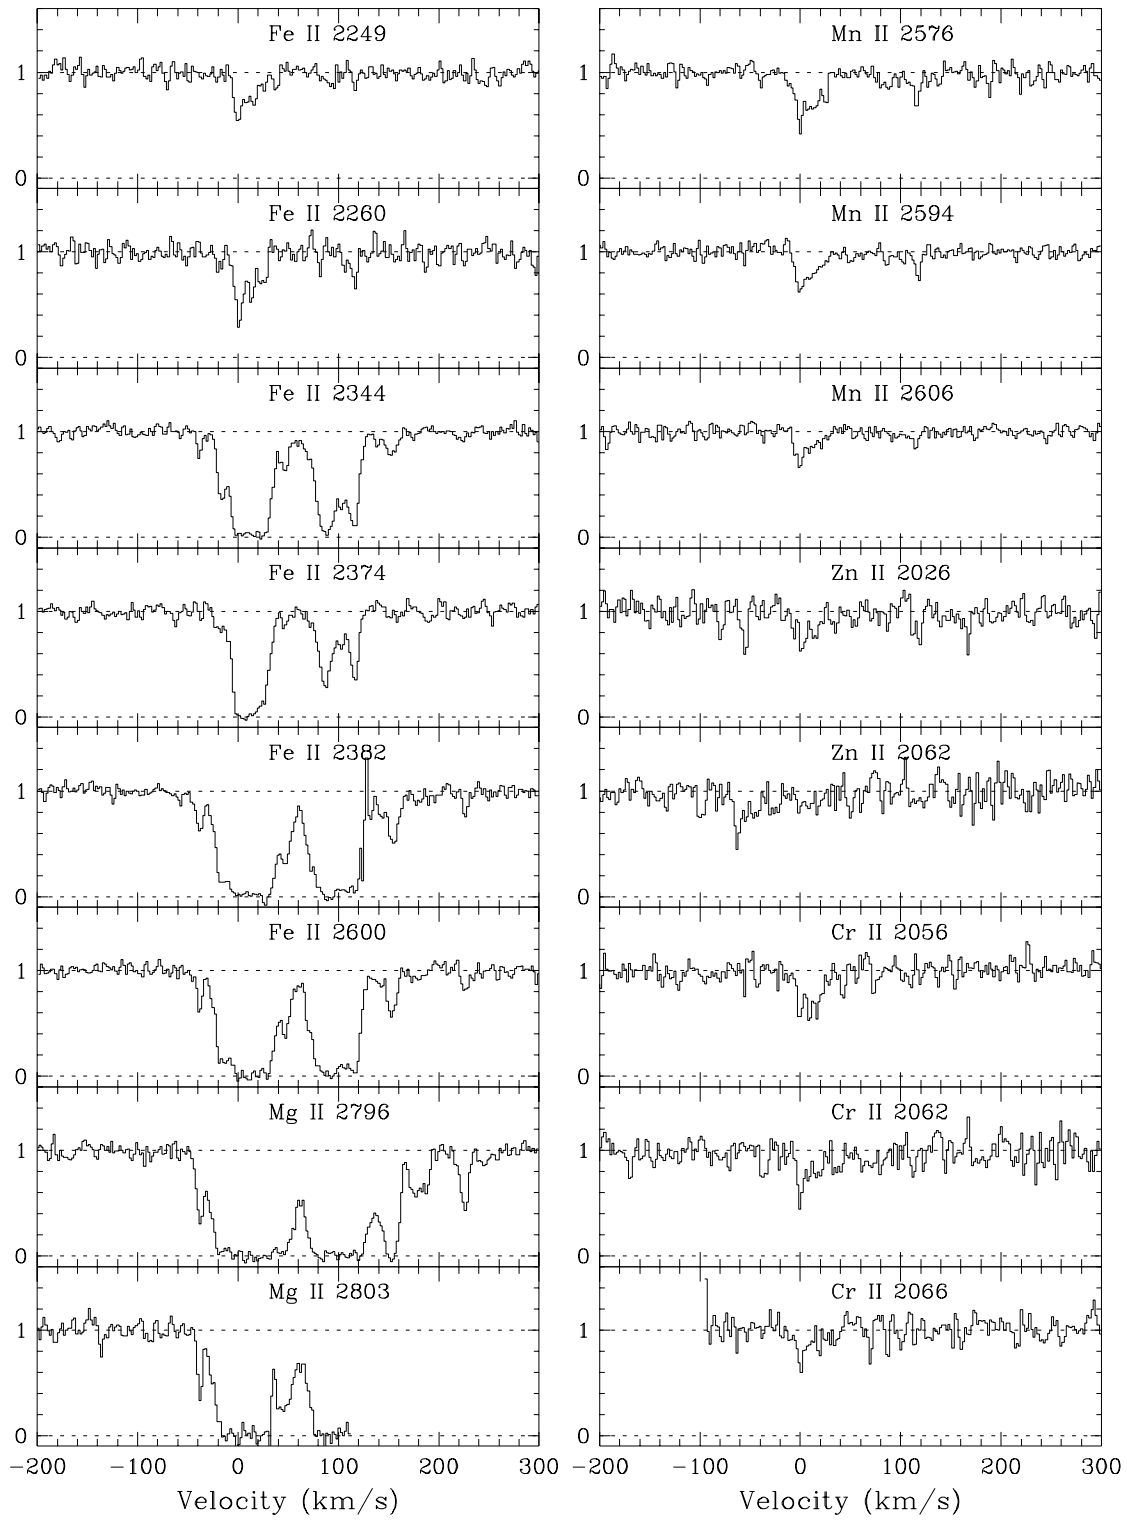 Fe II 2249
1
0
Fe II 2260
1
0
Fe II 2344
1
0
Fe II 2374
1
0
Fe II 2382
1
0
Fe II 2600
1
0
Mg II 2796
1
0
Mg II 2803
1
0
-200 -100 0 100 200 300
Velocity (km/s)
Mn II 2576
1
0
Mn II 2594
1
0
Mn II 2606
1
0
Zn II 2026
1
0
Zn II 2062
1
0
Cr II 2056
1
0
Cr II 2062
1
0
Cr II 2066
1
0
-200 -100 0 100 200 300
Velocity (km/s)